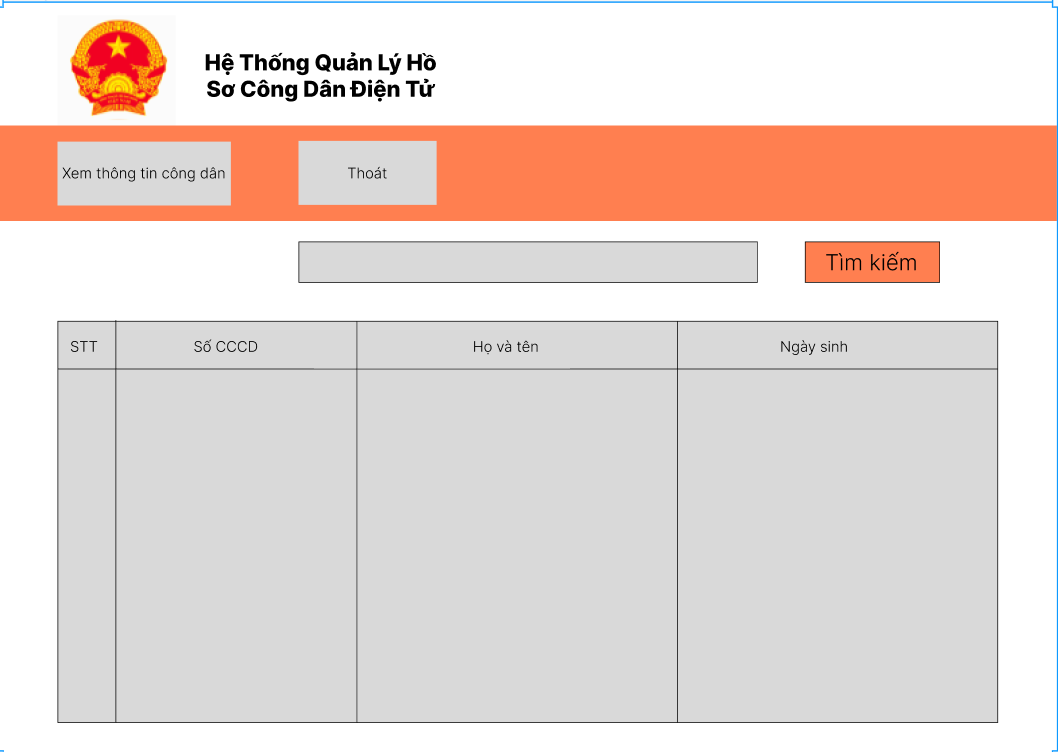 Hệ Thống Quản Lý Hồ
Sơ Công Dân Điện Tử
Xem thông tin công dân
Thoát
Tìm kiếm
STT
Số CCCD
Họ và tên
Ngày sinh